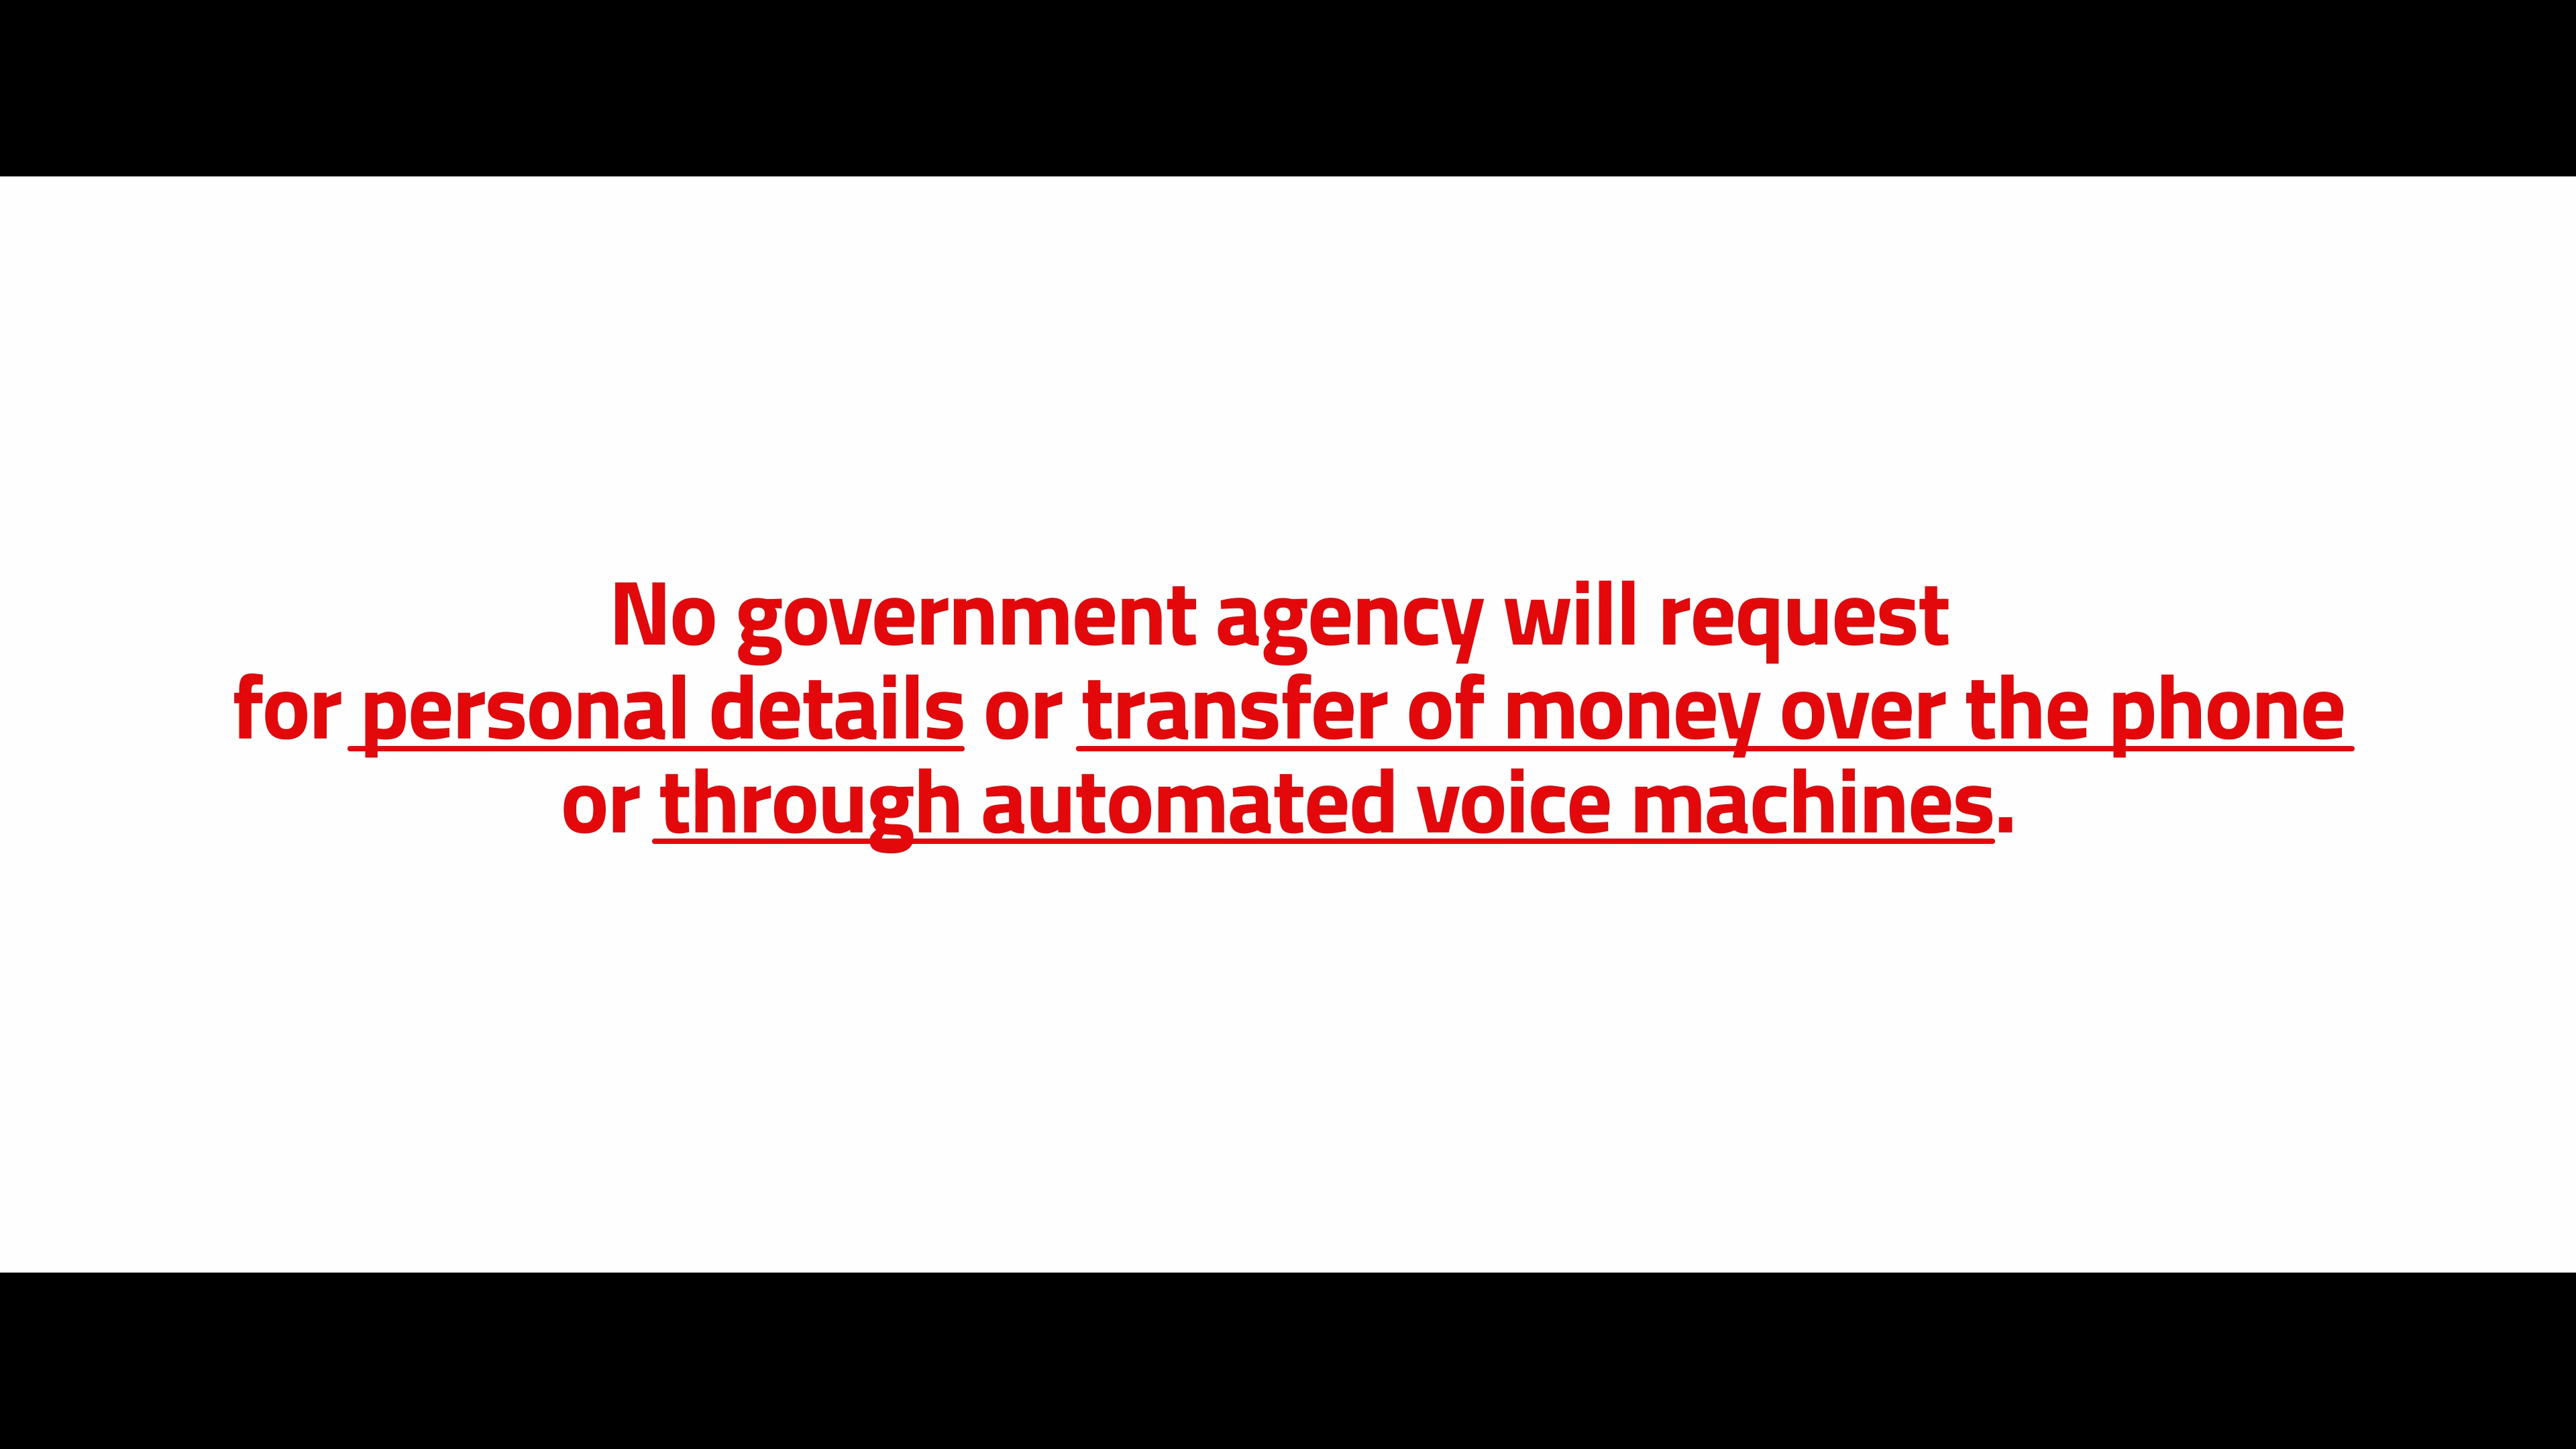 No government agency will request
for personal details or transfer of money over the phone
or through automated voice machines.